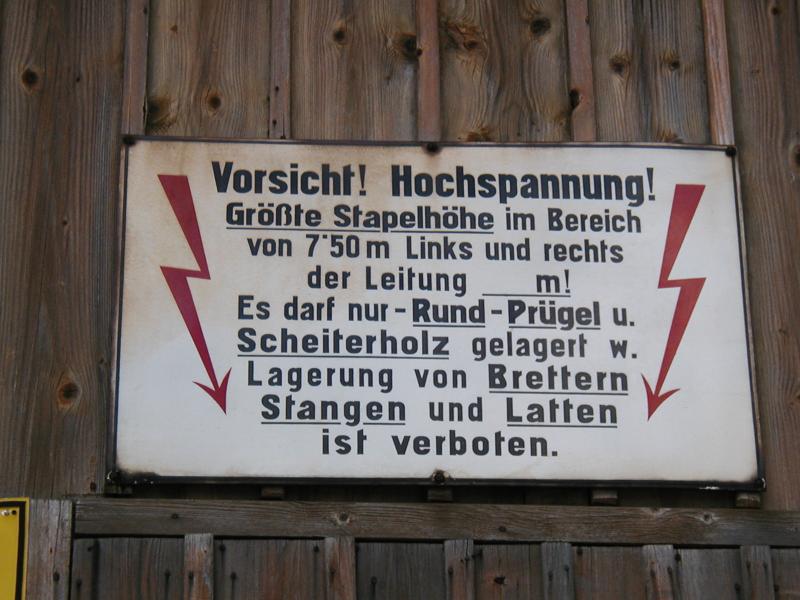 Vorsicht! Hochspannung!
Größte Stapelhöhe im Bereich
von 7˙50 m Links und rechts
der Leitung ___ m!
Es darf nur - Rund - Prügel u.
Scheiterholz gelagert w.
Lagerung von Brettern
Stangen und Latten
ist verboten.